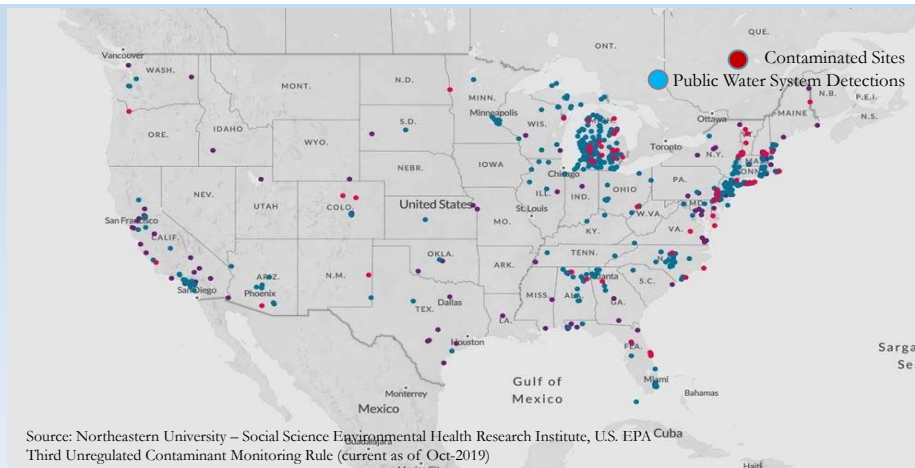 QUE.
ONT.
Contaminated Sites
Public Water System Detections
Vancouver
WASH.
MONT.
N.D.
MINN.
Minneapolis
Ottawa
MAINE
N.B.
P.E.I.
N.S.
ORE.
IDAHO
WYO.
S.D.
WIS.
Toronto
N.Y.
VT.
NEBR.
IOWA
Chicago
PA.
NEV.
UTAH
COLO.
United States
ILL.
IND.
OHIO
MD.
San Francisco
CALIF.
MO.
St. Louis
W.VA.
VA.
KY.
San Diego
ARIZ.
Phoenix
N.M.
OKLA.
ARK.
TENN.
S.C.
Atlanta
TEX.
Dallas
LA.
MISS.
ALA.
GA.
Houston
FLA.
Miami
Bahamas
Monterrey
Mexico
Gulf of
Mexico
Cuba
Source: Northeastern University – Social Science Environmental Health Research Institute, U.S. EPA
Third Unregulated Contaminant Monitoring Rule (current as of Oct-2019)